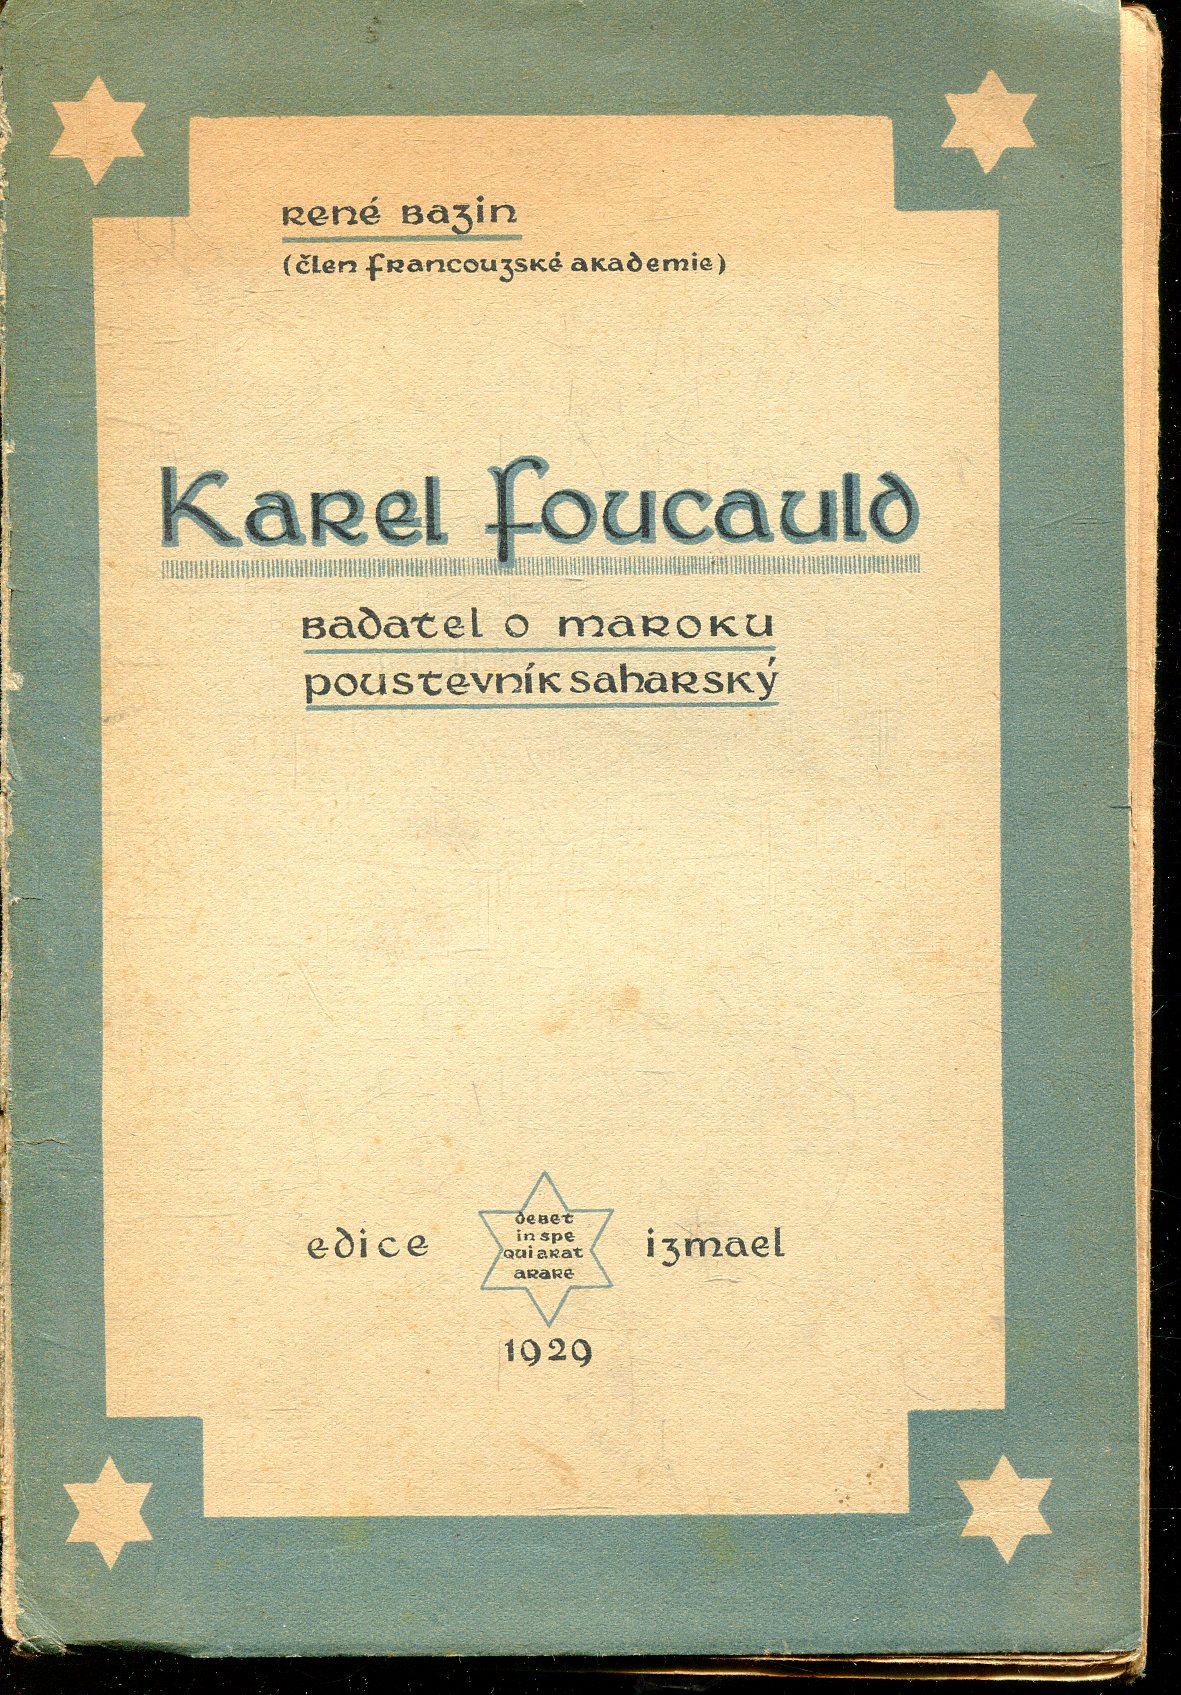 René Bazin
(člen francouzské akademie)
Karel Foucauld
badatel o maroku
poustevník saharský
edice
debet
in spe
qui arat
arare
izmael
1929